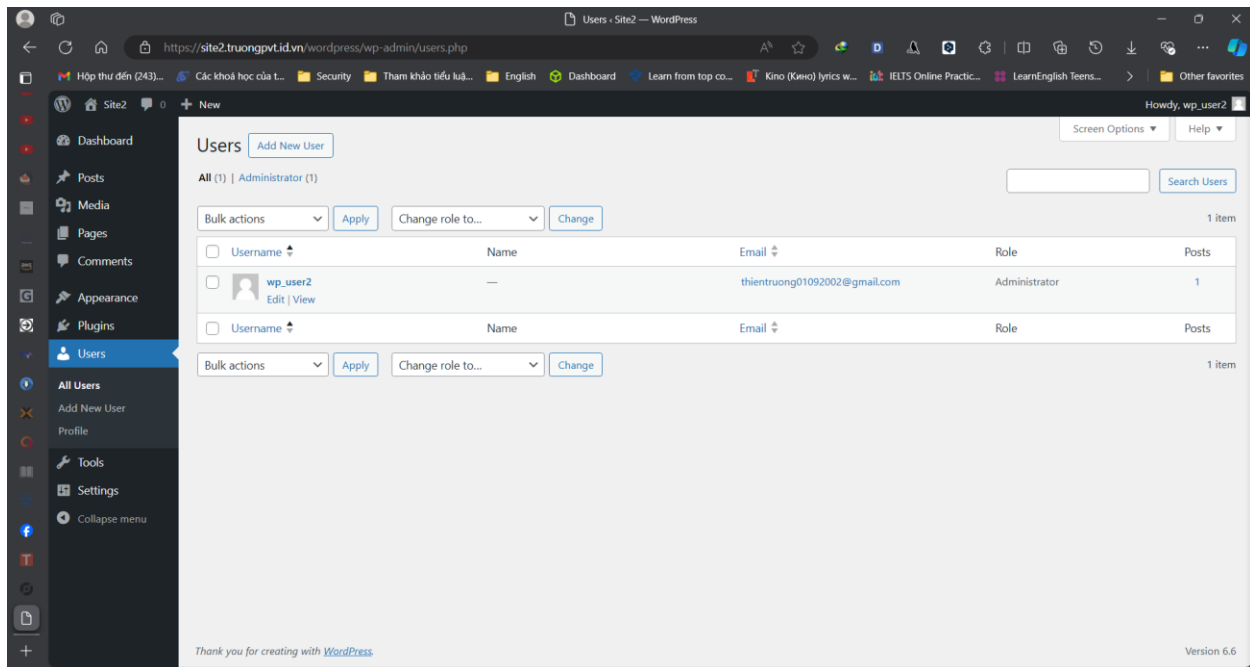 Users ‹ Site2 — WordPress
https://site2.truongpvt.id.vn/wordpress/wp-admin/users.php
Hộp thư đến (243)... Các khoá học của t... Security Tham khảo tiểu luậ... English Dashboard Learn from top co... Kino (Кино) lyrics w... IELTS Online Practic... LearnEnglish Teens... Other favorites
Site2 0 + New Howdy, wp_user2
Screen Options ▼ Help ▼
Dashboard
Posts
Media
Pages
Comments
Appearance
Plugins
Users
All Users
Add New User
Profile
Tools
Settings
Collapse menu
Users Add New User
All (1) | Administrator (1)
Search Users
Bulk actions Apply Change role to... Change 1 item
Username Name Email Role Posts
wp_user2 — thientruong01092002@gmail.com Administrator 1
Edit | View
Username Name Email Role Posts
Bulk actions Apply Change role to... Change 1 item
Thank you for creating with WordPress. Version 6.6